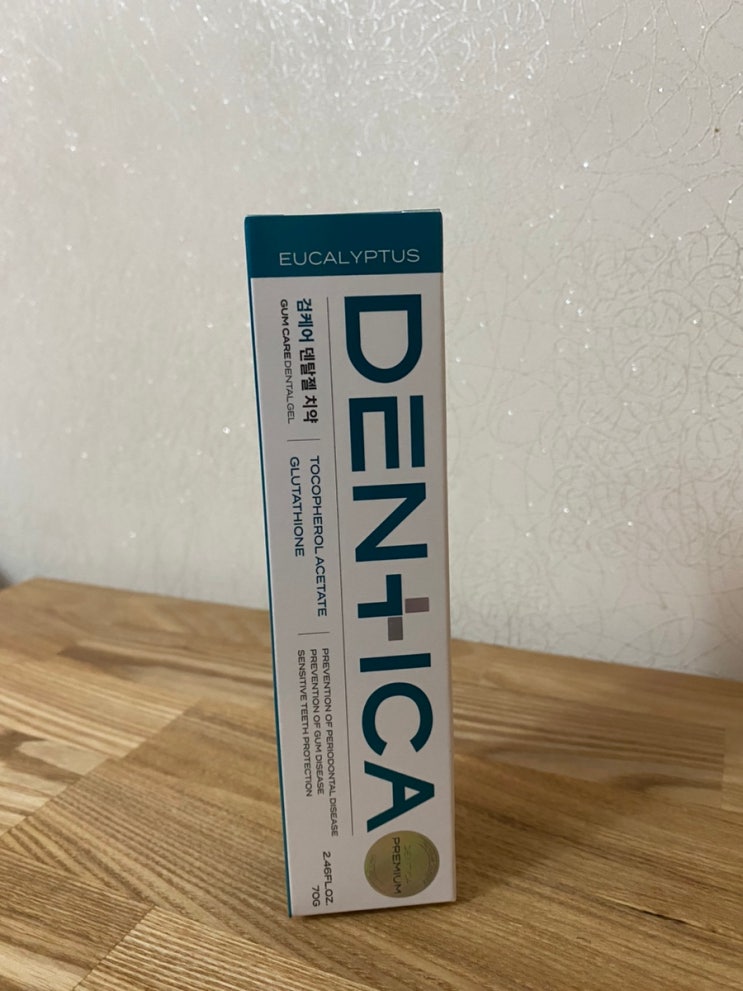 EUCALYPTUS
DENTICA
검케어 덴탈젤 치약
GUM CARE DENTAL GEL
TOCOPHEROL ACETATE
GLUTATHIONE
PREVENTION OF PERIODONTAL DISEASE
PREVENTION OF GUM DISEASE
SENSITIVE TEETH PROTECTION
2.46FL.OZ.
70G
PREMIUM